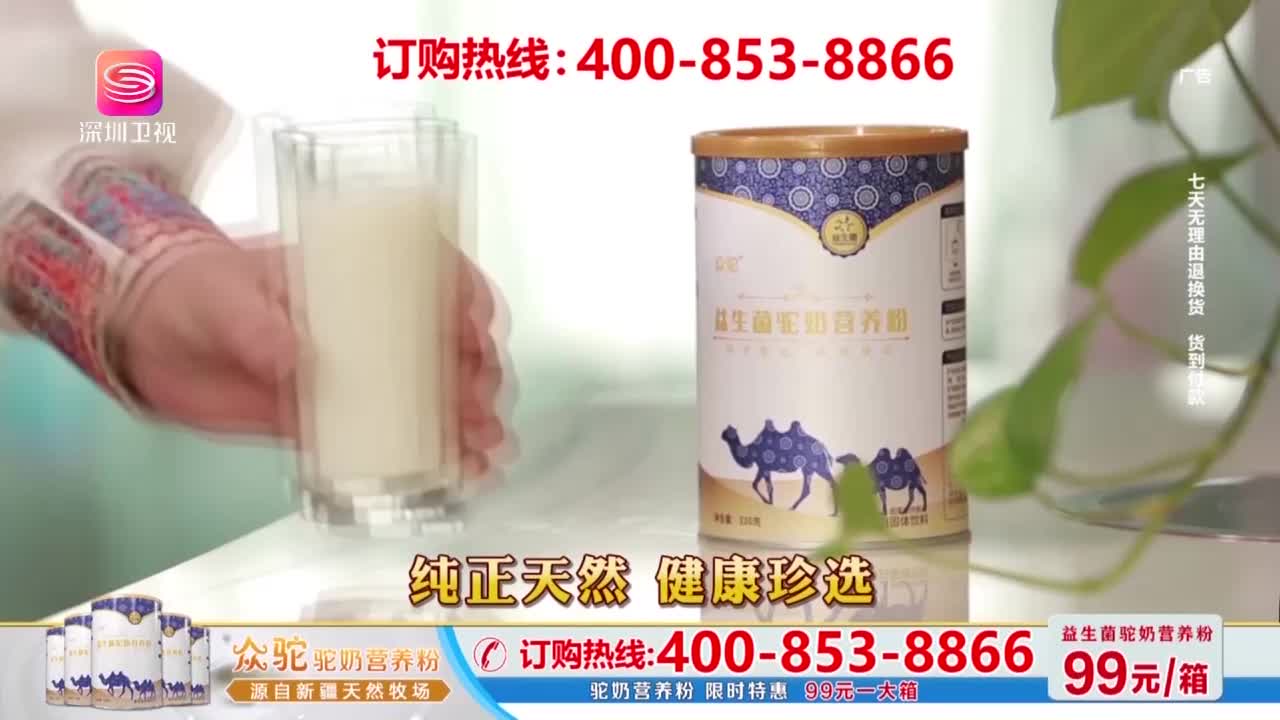 订购热线:400-853-8866
深圳卫视
广告
七天无理由退换货 货到付款
益生菌驼奶营养粉
固体饮料
纯正天然 健康珍选
众驼 驼奶营养粉
源自新疆天然牧场
订购热线:400-853-8866
驼奶营养粉 限时特惠 99元一大箱
益生菌驼奶营养粉
99元/箱